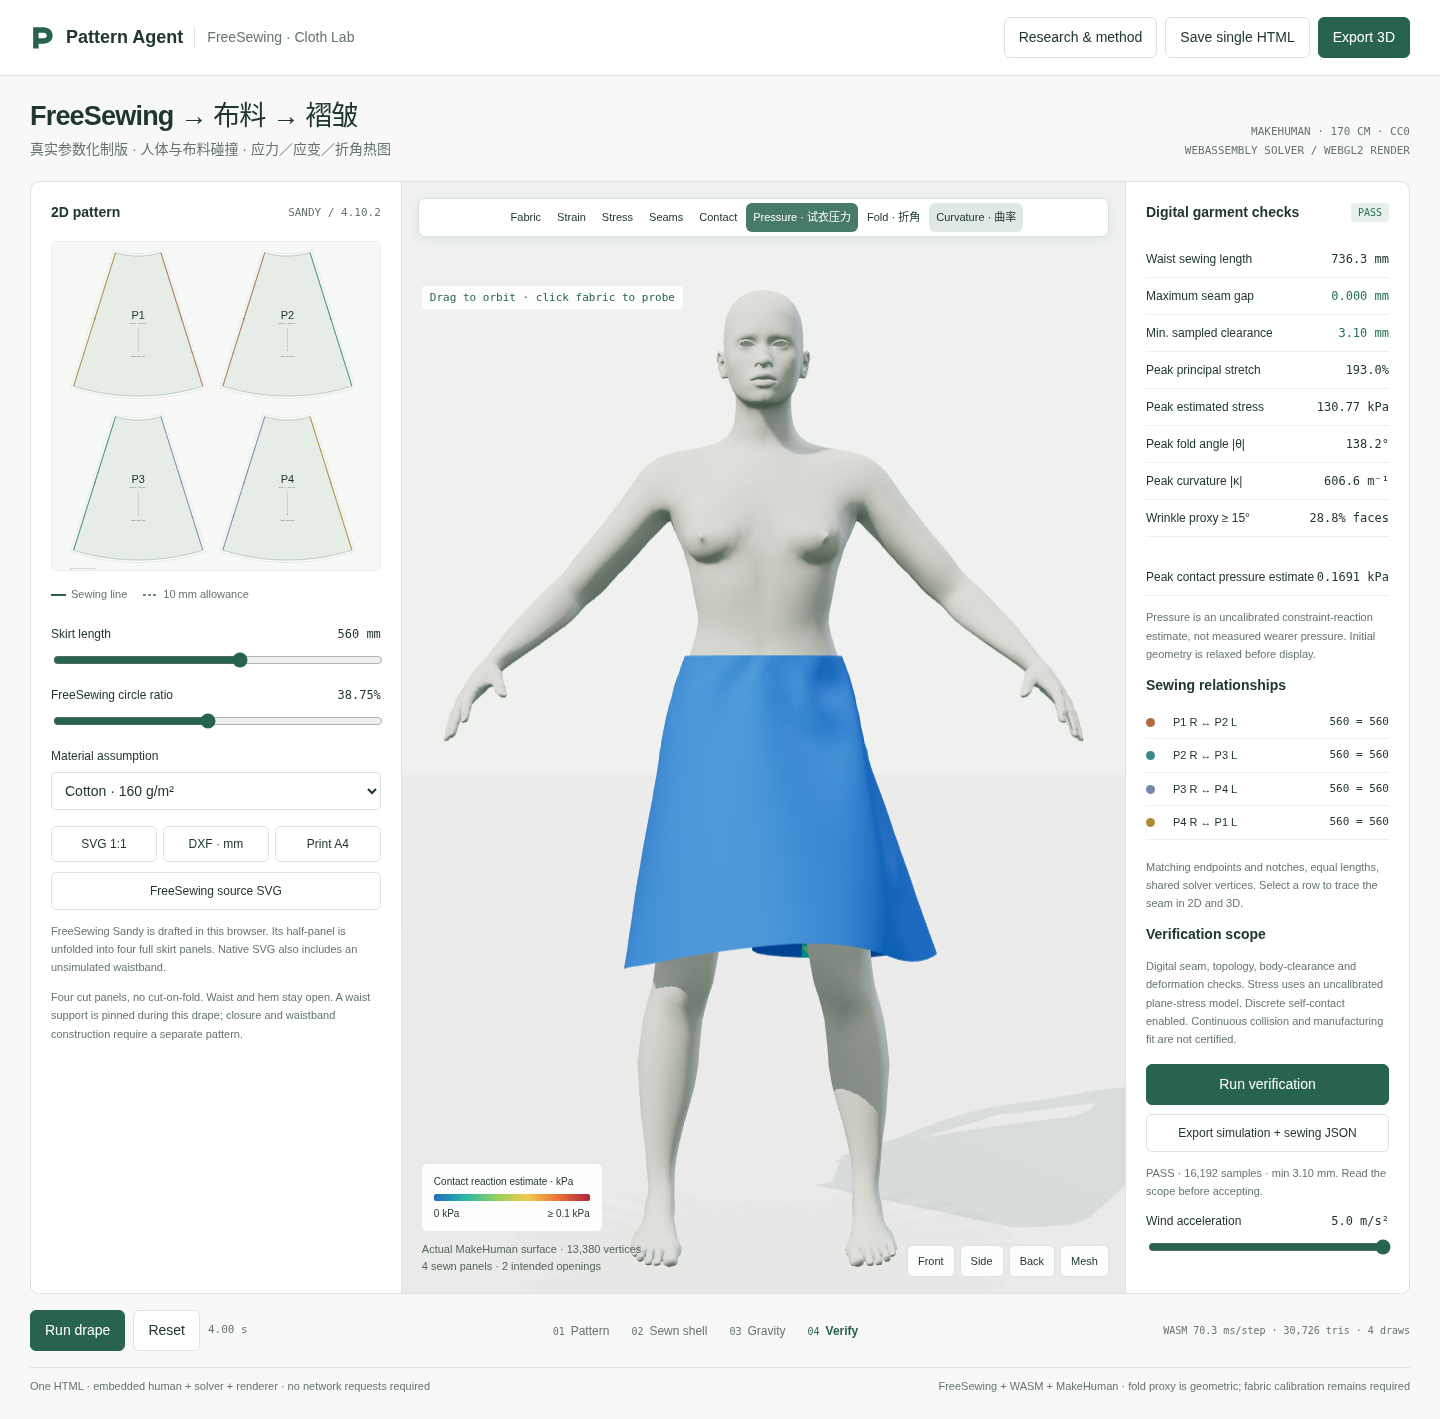 Pattern Agent
FreeSewing · Cloth Lab
Research & method
Save single HTML
Export 3D
FreeSewing → 布料 → 褶皱
真实参数化制版 · 人体与布料碰撞 · 应力／应变／折角热图
MAKEHUMAN · 170 CM · CC0
WEBASSEMBLY SOLVER / WEBGL2 RENDER
2D pattern
SANDY / 4.10.2
P1
P2
P3
P4
Sewing line
10 mm allowance
Skirt length
560 mm
FreeSewing circle ratio
38.75%
Material assumption
Cotton · 160 g/m²
SVG 1:1
DXF · mm
Print A4
FreeSewing source SVG
FreeSewing Sandy is drafted in this browser. Its half-panel is
unfolded into four full skirt panels. Native SVG also includes an
unsimulated waistband.
Four cut panels, no cut-on-fold. Waist and hem stay open. A waist
support is pinned during this drape; closure and waistband
construction require a separate pattern.
Fabric
Strain
Stress
Seams
Contact
Pressure · 试衣压力
Fold · 折角
Curvature · 曲率
Drag to orbit · click fabric to probe
Contact reaction estimate · kPa
0 kPa
≥ 0.1 kPa
Actual MakeHuman surface · 13,380 vertices
4 sewn panels · 2 intended openings
Front
Side
Back
Mesh
Digital garment checks
PASS
Waist sewing length
736.3 mm
Maximum seam gap
0.000 mm
Min. sampled clearance
3.10 mm
Peak principal stretch
193.0%
Peak estimated stress
130.77 kPa
Peak fold angle |θ|
138.2°
Peak curvature |κ|
606.6 m⁻¹
Wrinkle proxy ≥ 15°
28.8% faces
Peak contact pressure estimate
0.1691 kPa
Pressure is an uncalibrated constraint-reaction
estimate, not measured wearer pressure. Initial
geometry is relaxed before display.
Sewing relationships
P1 R ↔ P2 L
560 = 560
P2 R ↔ P3 L
560 = 560
P3 R ↔ P4 L
560 = 560
P4 R ↔ P1 L
560 = 560
Matching endpoints and notches, equal lengths,
shared solver vertices. Select a row to trace the
seam in 2D and 3D.
Verification scope
Digital seam, topology, body-clearance and
deformation checks. Stress uses an uncalibrated
plane-stress model. Discrete self-contact
enabled. Continuous collision and manufacturing
fit are not certified.
Run verification
Export simulation + sewing JSON
PASS · 16,192 samples · min 3.10 mm. Read the
scope before accepting.
Wind acceleration
5.0 m/s²
Run drape
Reset
4.00 s
01 Pattern
02 Sewn shell
03 Gravity
04 Verify
WASM 70.3 ms/step · 30,726 tris · 4 draws
One HTML · embedded human + solver + renderer · no network requests required
FreeSewing + WASM + MakeHuman · fold proxy is geometric; fabric calibration remains required